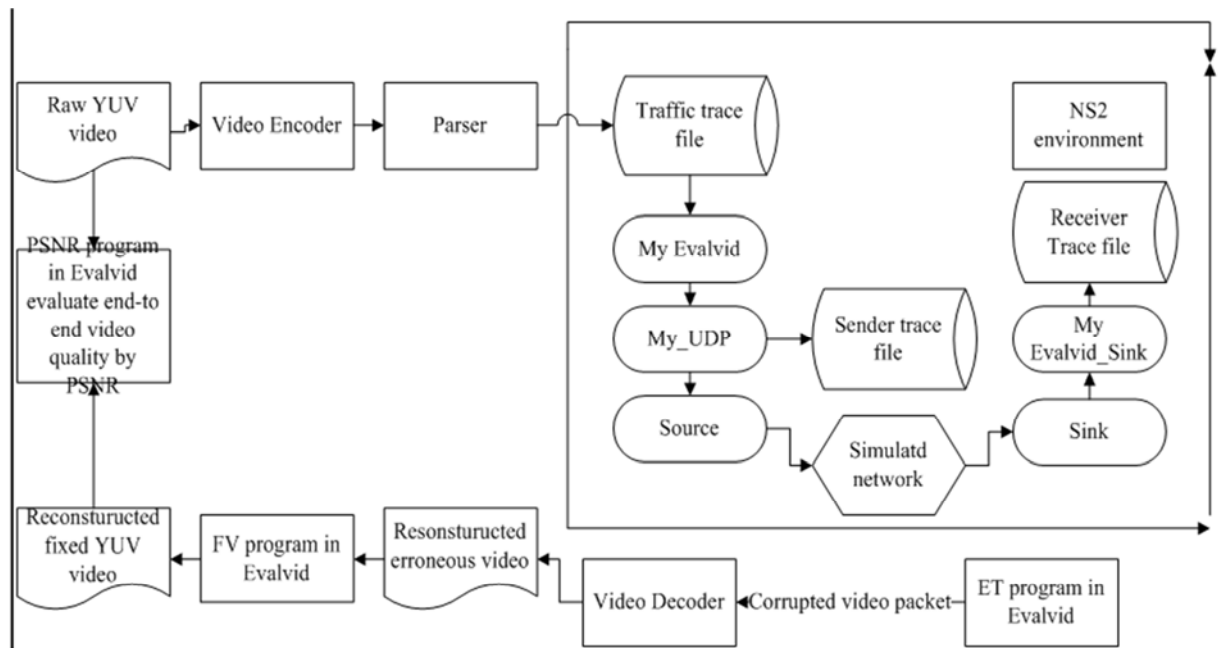 Raw YUV
video
Video Encoder
Parser
Traffic trace
file
NS2
environment
Receiver
Trace file
My Evalvid
PSNR program
in Evalvid
evaluate end-to
end video
quality by
PSNR
My_UDP
Sender trace
file
My
Evalvid_Sink
Source
Simulatd
network
Sink
Reconsturucted
fixed YUV
video
FV program in
Evalvid
Resonsturucted
erroneous video
Video Decoder
Corrupted video packet
ET program in
Evalvid